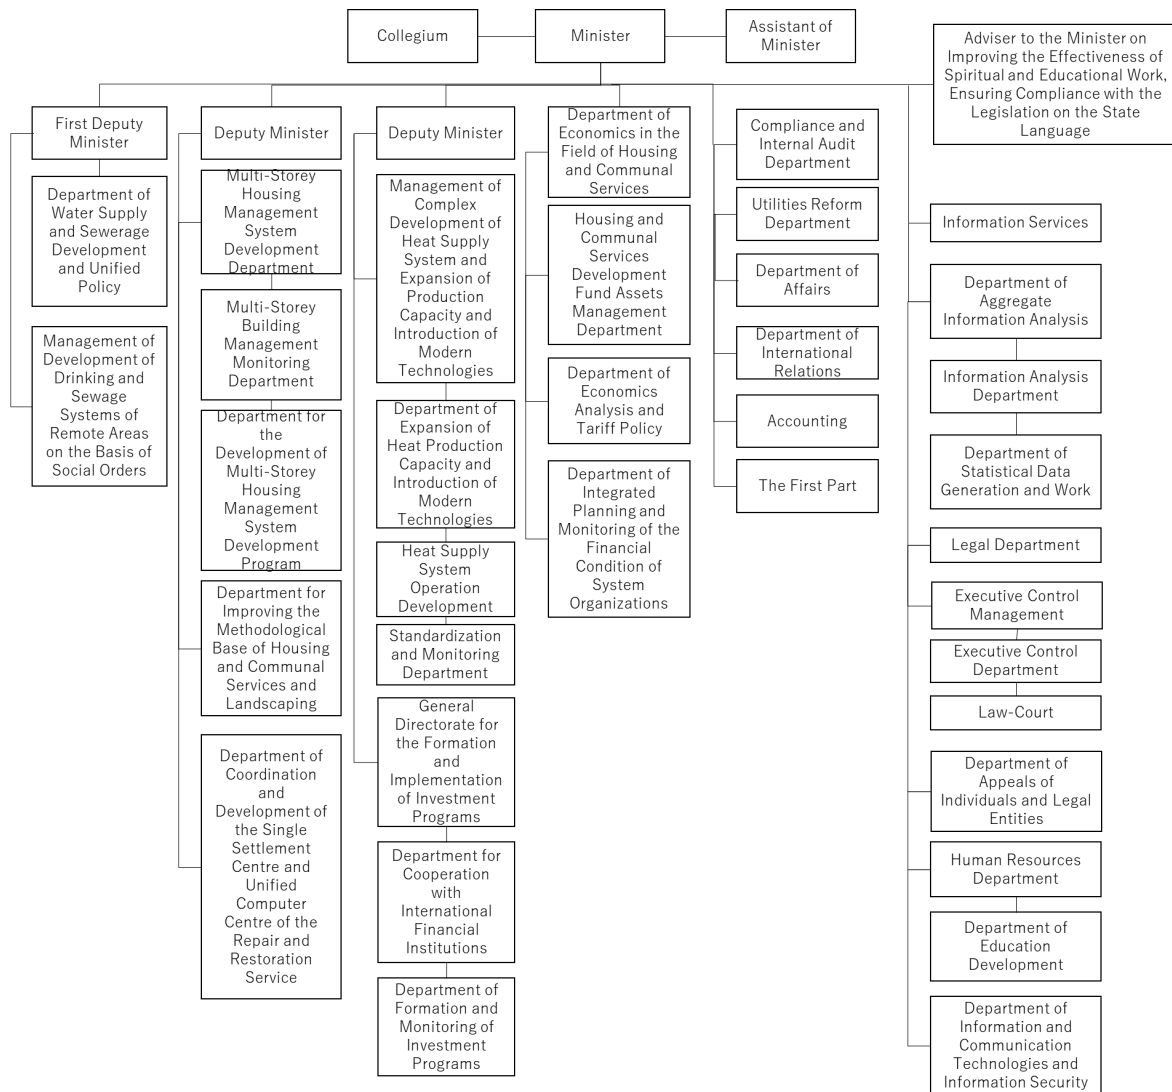 Collegium
Minister
Assistant of
Minister
Adviser to the Minister on
Improving the Effectiveness of
Spiritual and Educational Work,
Ensuring Compliance with the
Legislation on the State
Language
First Deputy
Minister
Department of
Water Supply
and Sewerage
Development
and Unified
Policy
Management of
Development of
Drinking and
Sewage
Systems of
Remote Areas
on the Basis of
Social Orders
Deputy Minister
Multi-Storey
Housing
Management
System
Development
Department
Multi-Storey
Building
Management
Monitoring
Department
Department for
the
Development of
Multi-Storey
Housing
Management
System
Development
Program
Department for
Improving the
Methodological
Base of Housing
and Communal
Services and
Landscaping
Department of
Coordination
and
Development of
the Single
Settlement
Centre and
Unified
Computer
Centre of the
Repair and
Restoration
Service
Deputy Minister
Management of
Complex
Development of
Heat Supply
System and
Expansion of
Production
Capacity and
Introduction of
Modern
Technologies
Department of
Expansion of
Heat Production
Capacity and
Introduction of
Modern
Technologies
Heat Supply
System
Operation
Development
Standardization
and Monitoring
Department
General
Directorate for
the Formation
and
Implementation
of Investment
Programs
Department for
Cooperation
with
International
Financial
Institutions
Department of
Formation and
Monitoring of
Investment
Programs
Department of
Economics in the
Field of Housing
and Communal
Services
Housing and
Communal
Services
Development
Fund Assets
Management
Department
Department of
Economics
Analysis and
Tariff Policy
Department of
Integrated
Planning and
Monitoring of the
Financial
Condition of
System
Organizations
Compliance and
Internal Audit
Department
Utilities Reform
Department
Department of
Affairs
Department of
International
Relations
Accounting
The First Part
Information Services
Department of
Aggregate
Information Analysis
Information Analysis
Department
Department of
Statistical Data
Generation and Work
Legal Department
Executive Control
Management
Executive Control
Department
Law-Court
Department of
Appeals of
Individuals and Legal
Entities
Human Resources
Department
Department of
Education
Development
Department of
Information and
Communication
Technologies and
Information Security